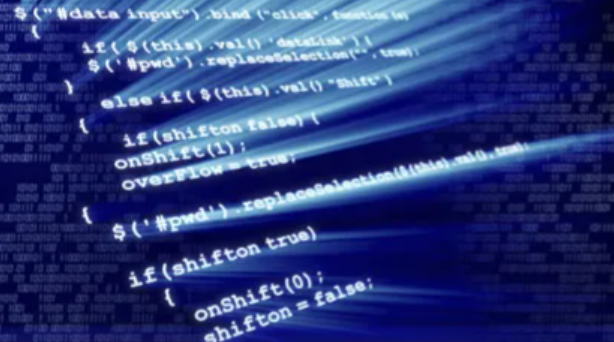 $("#data input").bind ("click", function (e)
{
if( $(this).val() 'dataLink') {
$('#pwd').replaceSelection("", true);
}
else if( $(this).val() "Shift")
{
if(shifton false) {
onShift(1);
overFlow = true;
{
$('#pwd').replaceSelection($(this).val(), true);
if(shifton true)
{
onShift(0);
shifton = false;